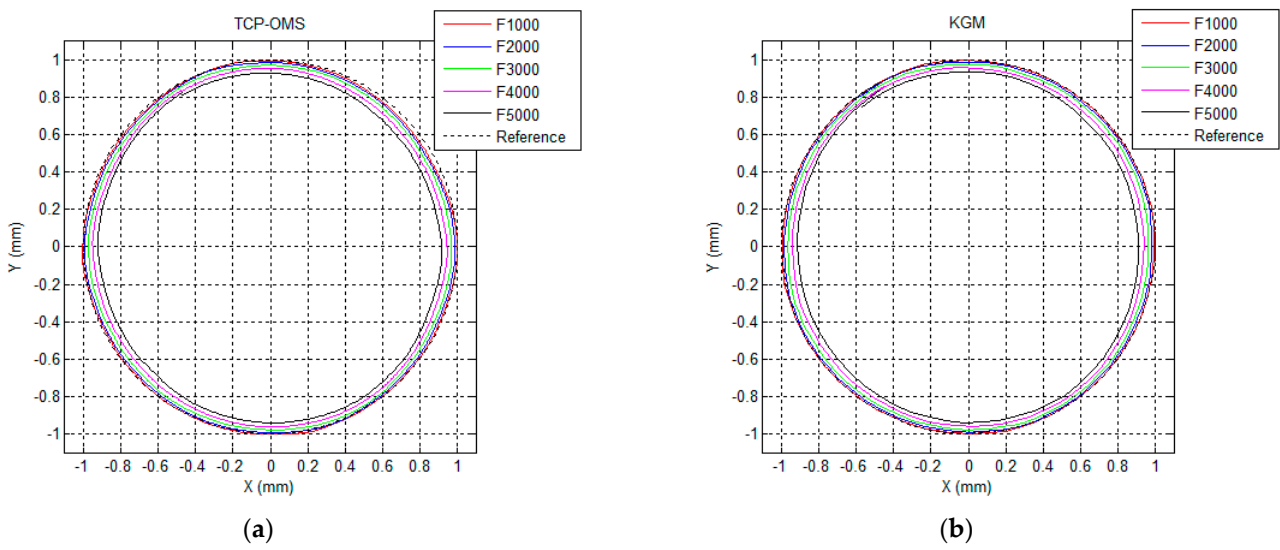 TCP-OMS
F1000
F2000
F3000
F4000
F5000
Reference
1
0.8
0.6
0.4
0.2
0
-0.2
-0.4
-0.6
-0.8
-1
Y (mm)
-1 -0.8 -0.6 -0.4 -0.2 0 0.2 0.4 0.6 0.8 1
X (mm)
(a)
KGM
F1000
F2000
F3000
F4000
F5000
Reference
1
0.8
0.6
0.4
0.2
0
-0.2
-0.4
-0.6
-0.8
-1
Y (mm)
-1 -0.8 -0.6 -0.4 -0.2 0 0.2 0.4 0.6 0.8 1
X (mm)
(b)